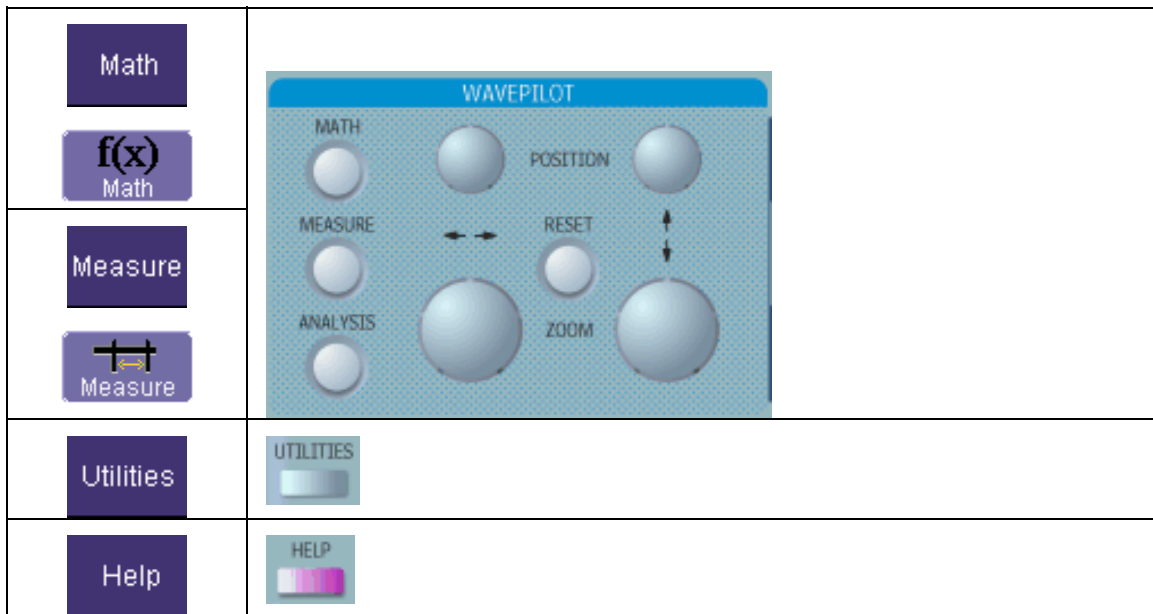 Math
f(x)
Math
Measure
Measure
WAVEPILOT
MATH
POSITION
MEASURE
RESET
ANALYSIS
ZOOM
Utilities
UTILITIES
Help
HELP